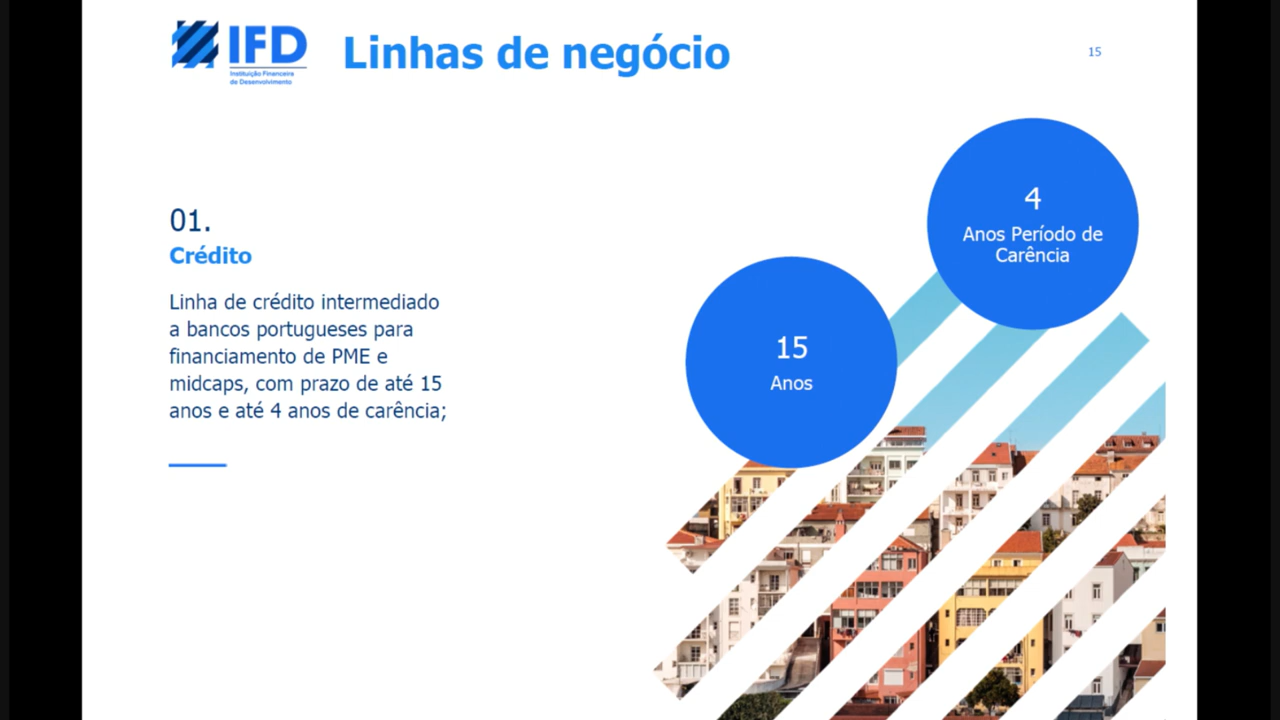 IFD
Instituição Financeira
de Desenvolvimento
Linhas de negócio
15
01.
Crédito
Linha de crédito intermediado
a bancos portugueses para
financiamento de PME e
midcaps, com prazo de até 15
anos e até 4 anos de carência;
15
Anos
4
Anos Período de
Carência